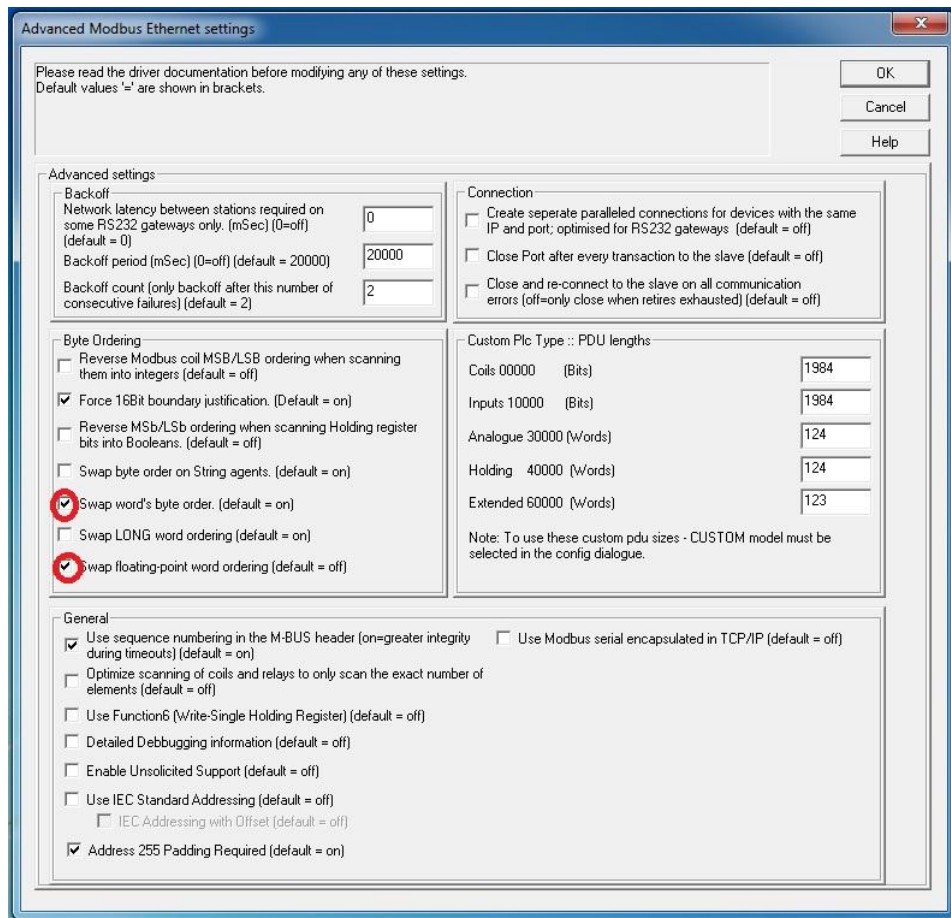 Advanced Modbus Ethernet settings
Please read the driver documentation before modifying any of these settings.
Default values '=' are shown in brackets.
OK
Cancel
Help
Advanced settings
Backoff
Network latency between stations required on
some RS232 gateways only. (mSec) (0=off)
(default = 0)
0
Backoff period (mSec) (0=off) (default = 20000)
20000
Backoff count (only backoff after this number of
consecutive failures) (default = 2)
2
Connection
Create seperate paralleled connections for devices with the same
IP and port; optimised for RS232 gateways (default = off)
Close Port after every transaction to the slave (default = off)
Close and re-connect to the slave on all communication
errors (off=only close when retires exhausted) (default = off)
Byte Ordering
Reverse Modbus coil MSB/LSB ordering when scanning
them into integers (default = off)
Force 16Bit boundary justification. (Default = on)
Reverse MSb/LSb ordering when scanning Holding register
bits into Booleans. (default = off)
Swap byte order on String agents. (default = on)
Swap word's byte order. (default = on)
Swap LONG word ordering (default = on)
Swap floating-point word ordering (default = off)
Custom Plc Type :: PDU lengths
Coils 00000 (Bits) 1984
Inputs 10000 (Bits) 1984
Analogue 30000 (Words) 124
Holding 40000 (Words) 124
Extended 60000 (Words) 123
Note: To use these custom pdu sizes - CUSTOM model must be
selected in the config dialogue.
General
Use sequence numbering in the M-BUS header (on=greater integrity
during timeouts) (default = on)
Use Modbus serial encapsulated in TCP/IP (default = off)
Optimize scanning of coils and relays to only scan the exact number of
elements (default = off)
Use Function6 (Write-Single Holding Register) (default = off)
Detailed Debbugging information (default = off)
Enable Unsolicited Support (default = off)
Use IEC Standard Addressing (default = off)
IEC Addressing with Offset (default = off)
Address 255 Padding Required (default = on)